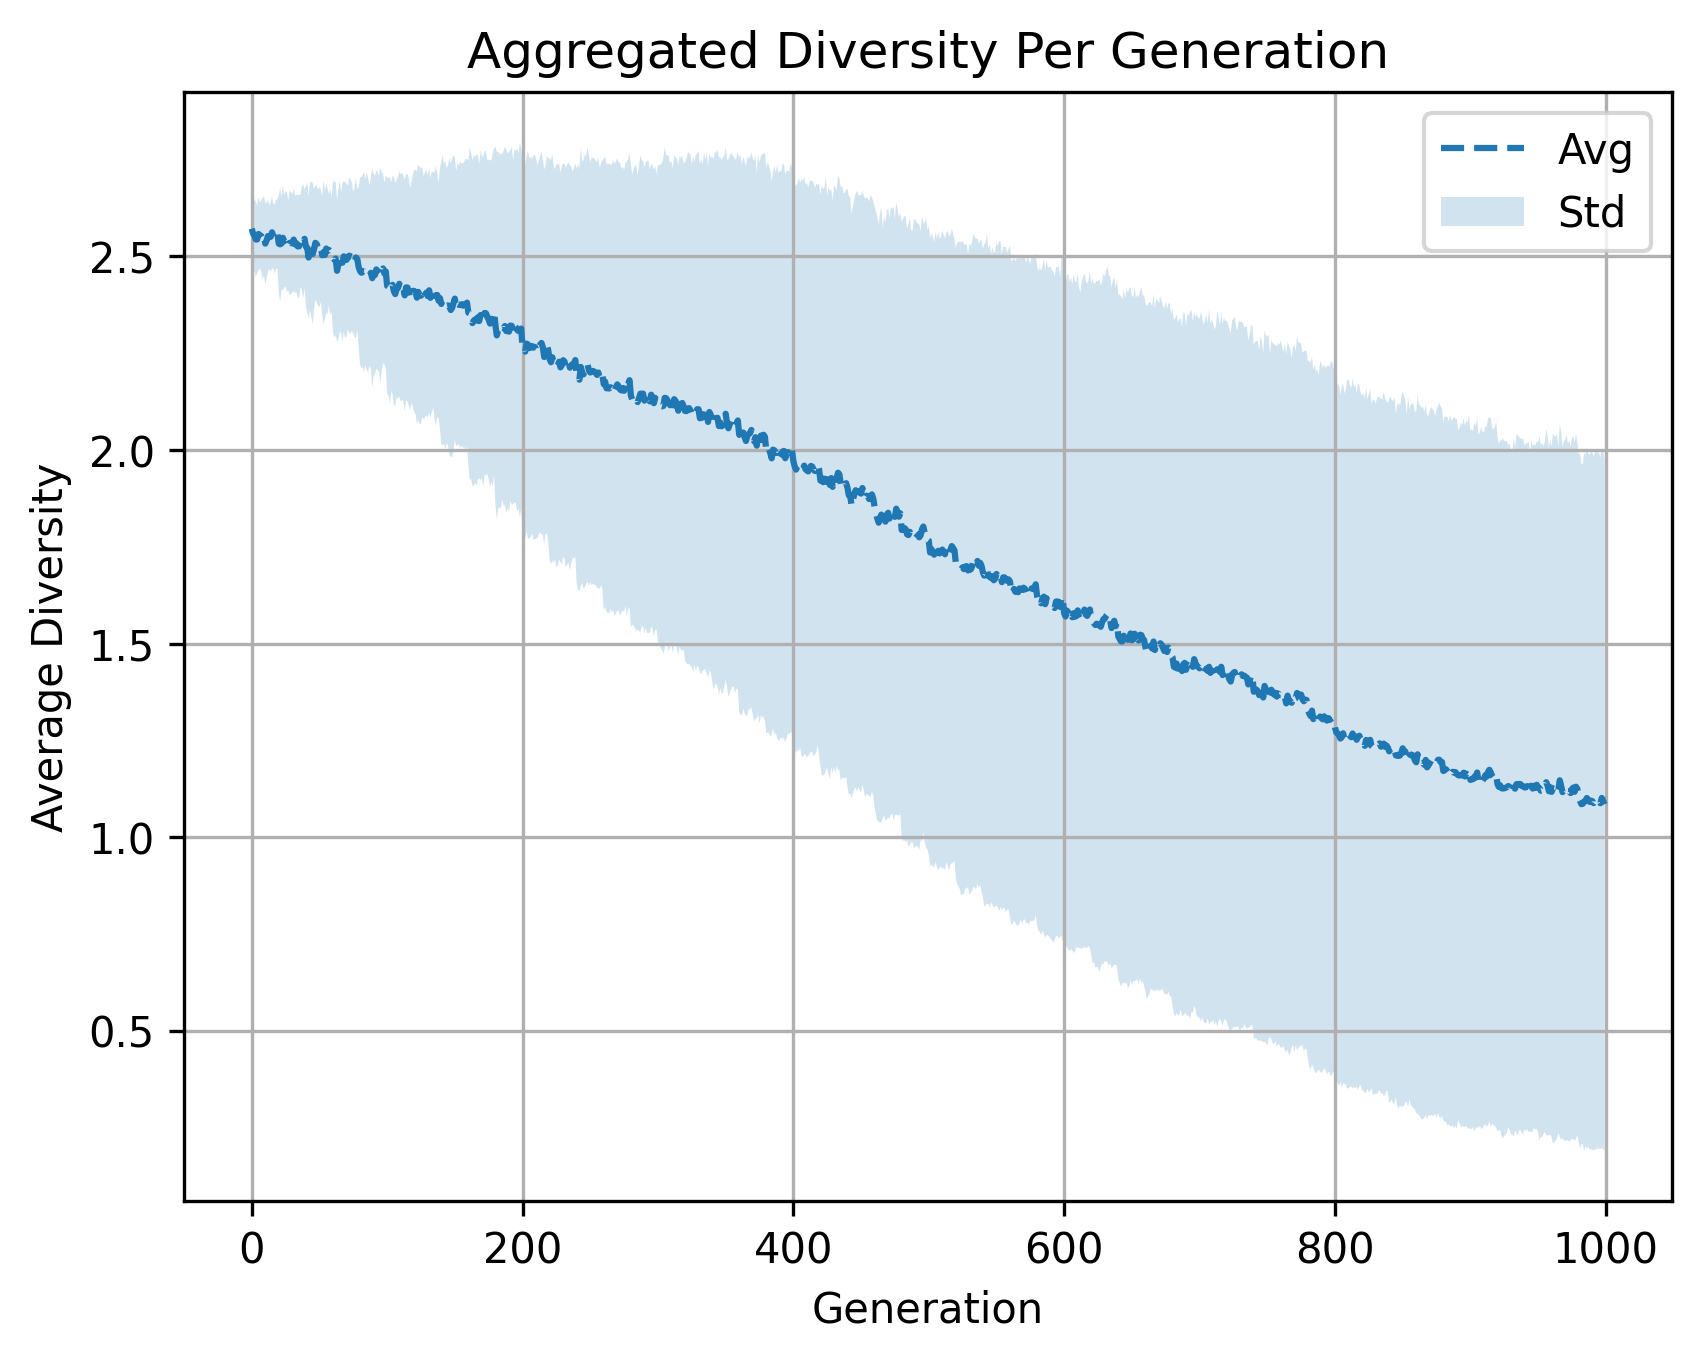 Aggregated Diversity Per Generation
Avg
Std
2.5
2.0
1.5
1.0
0.5
Average Diversity
0 200 400 600 800 1000
Generation